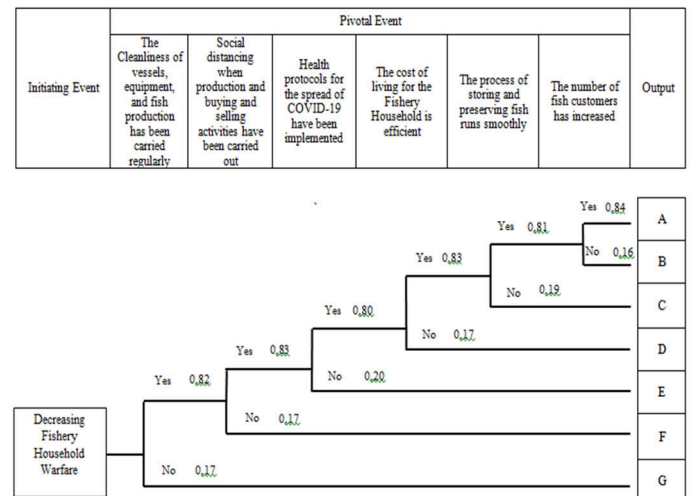 Pivotal Event
Initiating Event
The
Cleanliness of
vessels,
equipment,
and fish
production
has been
carried
regularly
Social
distancing
when
production and
buying and
selling
activities have
been carried
out
Health
protocols for
the spread of
COVID-19
have been
implemented
The cost of
living for the
Fishery
Household is
efficient
The process of
storing and
preserving fish
runs smoothly
The number of
fish customers
has increased
Output
Yes 0,84
A
Yes 0,81
No 0,16
B
Yes 0,83
No 0,19
C
Yes 0,80
No 0,17
D
Yes 0,83
No 0,20
E
Yes 0,82
No 0,17
F
Decreasing
Fishery
Household
Warfare
No 0,17
G